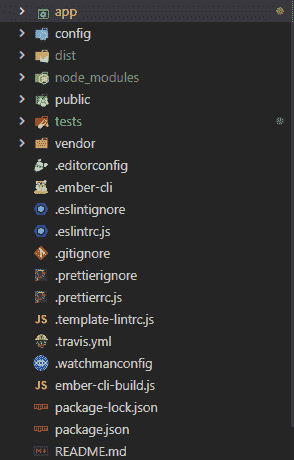 app
config
dist
node_modules
public
tests
vendor
.editorconfig
.ember-cli
.eslintignore
.eslintrc.js
.gitignore
.prettierignore
.prettierrc.js
JS .template-lintrc.js
.travis.yml
.watchmanconfig
JS ember-cli-build.js
package-lock.json
package.json
README.md